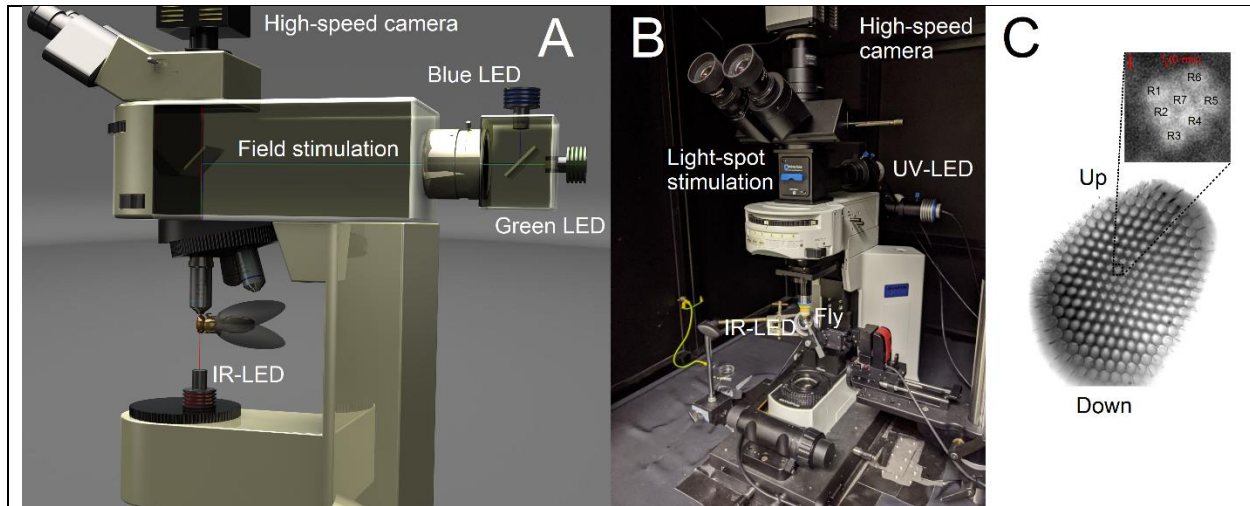 High-speed camera
A
Blue LED
Field stimulation
Green LED
IR-LED
B
High-speed
camera
Light-spot
stimulation
UV-LED
IR-LED
Fly
C
R6
R1
R7
R5
R2
R4
R3
Up
Down